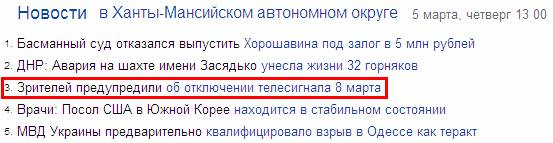 Новости в Ханты-Мансийском автономном округе 5 марта, четверг 13 00
1. Басманный суд отказался выпустить Хорошавина под залог в 5 млн рублей
2. ДНР: Авария на шахте имени Засядько унесла жизни 32 горняков
3. Зрителей предупредили об отключении телесигнала 8 марта
4. Врачи: Посол США в Южной Корее находится в стабильном состоянии
5. МВД Украины предварительно квалифицировало взрыв в Одессе как теракт